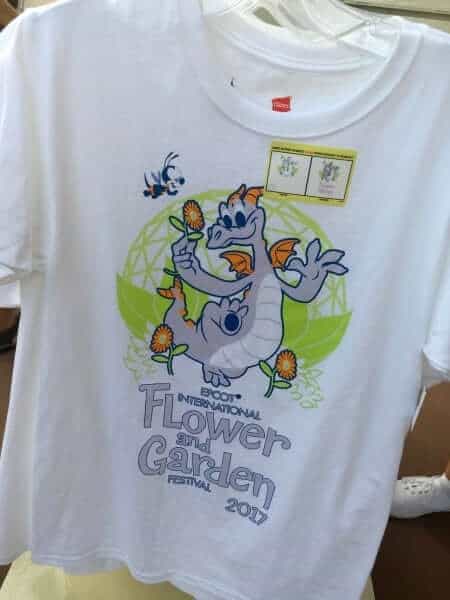 EPCOT®
INTERNATIONAL
FLOWER
and
GARDEN
FESTIVAL
2017